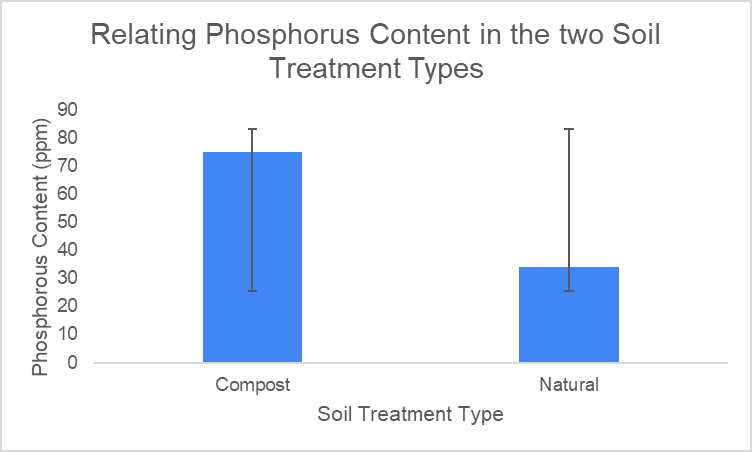 Relating Phosphorus Content in the two Soil
Treatment Types
Phosphorous Content (ppm)
90
80
70
60
50
40
30
20
10
0
Compost
Natural
Soil Treatment Type